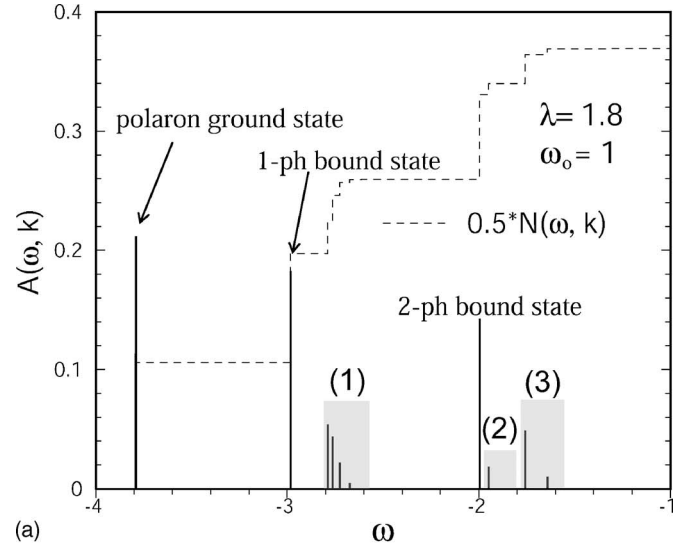 0.4
0.3
0.2
0.1
0
A(ω, k)
polaron ground state
1-ph bound state
λ= 1.8
ωₒ= 1
0.5*N(ω, k)
2-ph bound state
(1)
(2)
(3)
-4
-3
-2
-1
ω
(a)